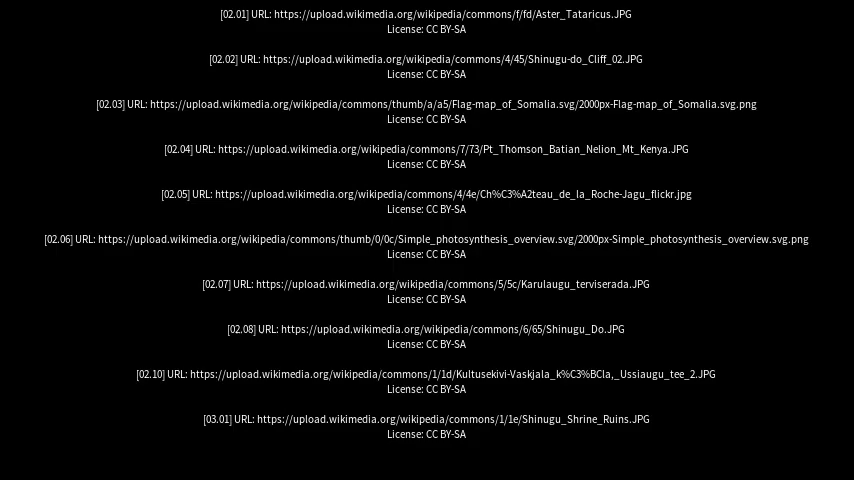 [02.01] URL: https://upload.wikimedia.org/wikipedia/commons/f/fd/Aster_Tataricus.JPG
License: CC BY-SA
[02.02] URL: https://upload.wikimedia.org/wikipedia/commons/4/45/Shinugu-do_Cliff_02.JPG
License: CC BY-SA
[02.03] URL: https://upload.wikimedia.org/wikipedia/commons/thumb/a/a5/Flag-map_of_Somalia.svg/2000px-Flag-map_of_Somalia.svg.png
License: CC BY-SA
[02.04] URL: https://upload.wikimedia.org/wikipedia/commons/7/73/Pt_Thomson_Batian_Nelion_Mt_Kenya.JPG
License: CC BY-SA
[02.05] URL: https://upload.wikimedia.org/wikipedia/commons/4/4e/Ch%C3%A2teau_de_la_Roche-Jagu_flickr.jpg
License: CC BY-SA
[02.06] URL: https://upload.wikimedia.org/wikipedia/commons/thumb/0/0c/Simple_photosynthesis_overview.svg/2000px-Simple_photosynthesis_overview.svg.png
License: CC BY-SA
[02.07] URL: https://upload.wikimedia.org/wikipedia/commons/5/5c/Karulaugu_terviserada.JPG
License: CC BY-SA
[02.08] URL: https://upload.wikimedia.org/wikipedia/commons/6/65/Shinugu_Do.JPG
License: CC BY-SA
[02.10] URL: https://upload.wikimedia.org/wikipedia/commons/1/1d/Kultusekivi-Vaskjala_k%C3%BCla,_Ussiaugu_tee_2.JPG
License: CC BY-SA
[03.01] URL: https://upload.wikimedia.org/wikipedia/commons/1/1e/Shinugu_Shrine_Ruins.JPG
License: CC BY-SA